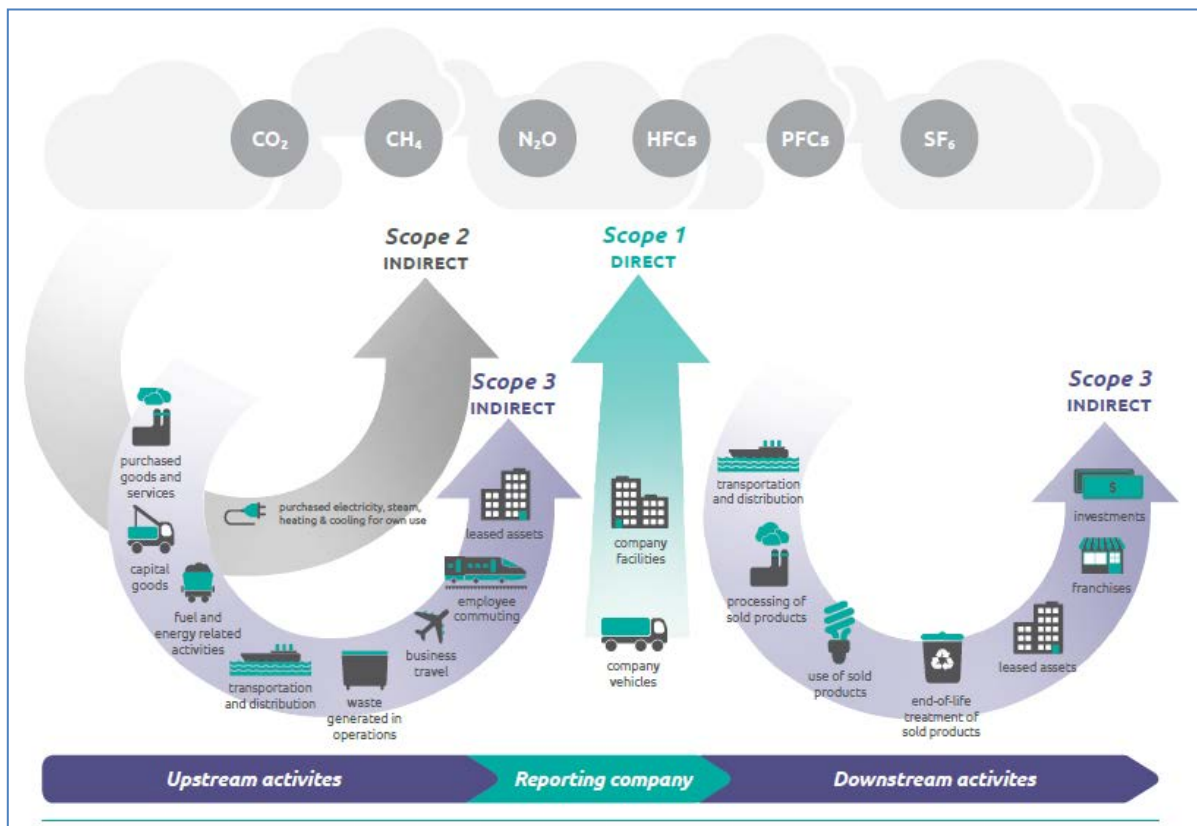 CO₂
CH₄
N₂O
HFCs
PFCs
SF₆
Scope 2
INDIRECT
Scope 1
DIRECT
Scope 3
INDIRECT
Scope 3
INDIRECT
purchased
goods and
services
capital
goods
fuel and
energy related
activities
transportation
and distribution
waste
generated in
operations
business
travel
employee
commuting
leased assets
purchased electricity, steam,
heating & cooling for own use
company
facilities
company
vehicles
transportation
and distribution
processing of
sold products
use of sold
products
end-of-life
treatment of
sold products
leased assets
franchises
$
investments
Upstream activites
Reporting company
Downstream activites